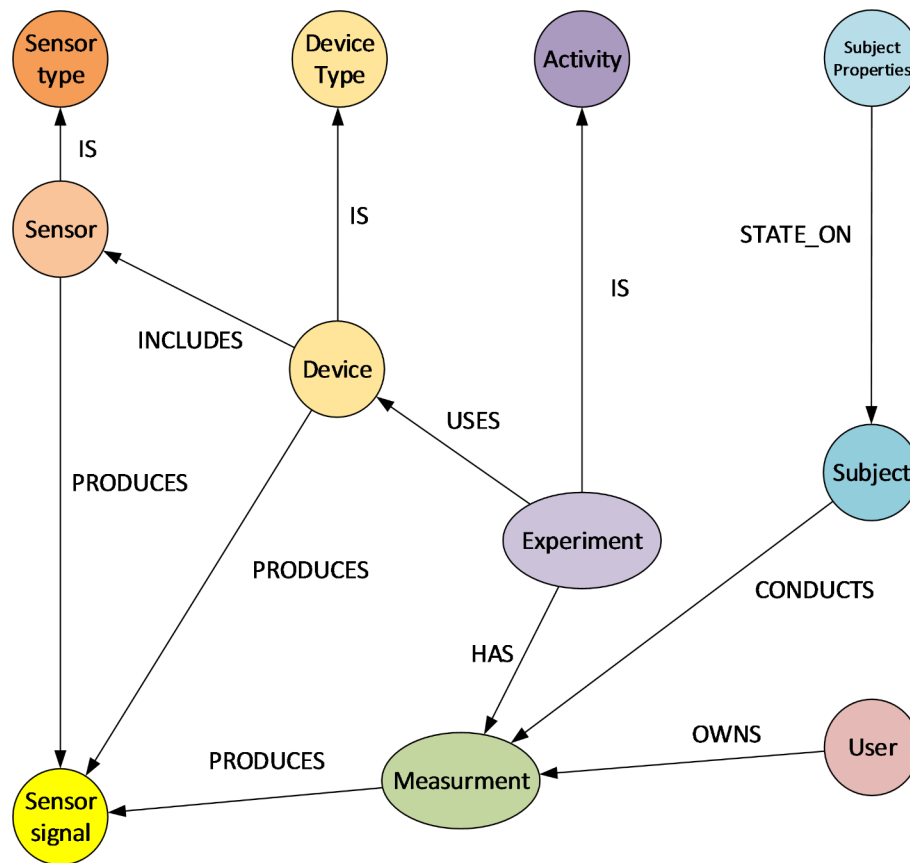 Sensor
type
Device
Type
Activity
Subject
Properties
IS
Sensor
IS
STATE_ON
IS
INCLUDES
Device
USES
Subject
PRODUCES
Experiment
PRODUCES
CONDUCTS
HAS
OWNS
User
PRODUCES
Measurment
Sensor
signal